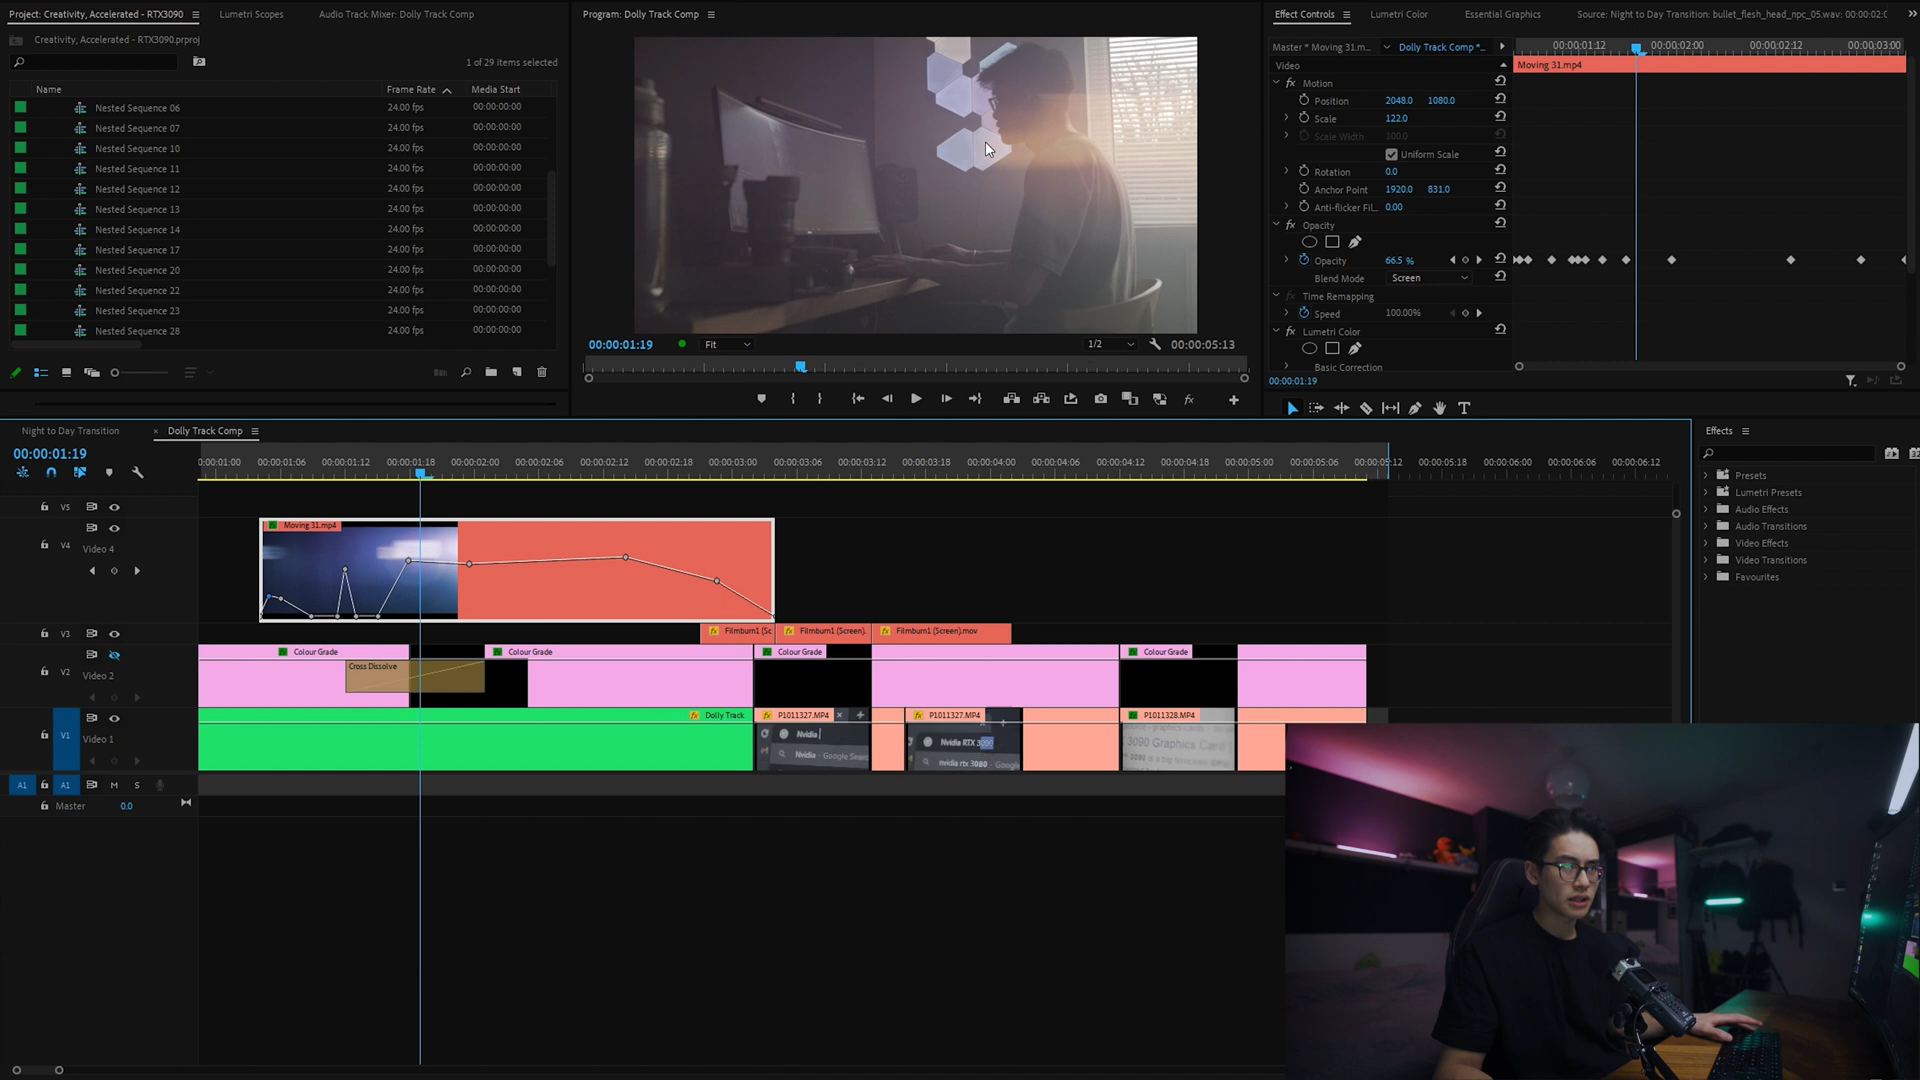 Project: Creativity, Accelerated - RTX3090
Lumetri Scopes
Audio Track Mixer: Dolly Track Comp
Creativity, Accelerated - RTX3090.prproj
1 of 29 items selected
Name Frame Rate Media Start
Nested Sequence 06 24.00 fps 00:00:00:00
Nested Sequence 07 24.00 fps 00:00:00:00
Nested Sequence 10 24.00 fps 00:00:00:00
Nested Sequence 11 24.00 fps 00:00:00:00
Nested Sequence 12 24.00 fps 00:00:00:00
Nested Sequence 13 24.00 fps 00:00:00:00
Nested Sequence 14 24.00 fps 00:00:00:00
Nested Sequence 17 24.00 fps 00:00:00:00
Nested Sequence 20 24.00 fps 00:00:00:00
Nested Sequence 22 24.00 fps 00:00:00:00
Nested Sequence 23 24.00 fps 00:00:00:00
Nested Sequence 28 24.00 fps 00:00:00:00
Program: Dolly Track Comp
00:00:01:19 Fit 1/2 00:00:05:13
Effect Controls Lumetri Color Essential Graphics Source: Night to Day Transition: bullet_flesh_head_npc_05.wav: 00:00:02:0
Master * Moving 31.m... Dolly Track Comp *... 00:00:01:12 00:00:02:00 00:00:02:12 00:00:03:00
Video Moving 31.mp4
fx Motion
Position 2048.0 1080.0
Scale 122.0
Scale Width 100.0
Uniform Scale
Rotation 0.0
Anchor Point 1920.0 831.0
Anti-flicker Fil... 0.00
fx Opacity
Opacity 66.5 %
Blend Mode Screen
fx Time Remapping
Speed 100.00%
fx Lumetri Color
Basic Correction
00:00:01:19
Night to Day Transition × Dolly Track Comp
00:00:01:19
0:00:01:00 00:00:01:06 00:00:01:12 00:00:01:18 00:00:02:00 00:00:02:06 00:00:02:12 00:00:02:18 00:00:03:00 00:00:03:06 00:00:03:12 00:00:03:18 00:00:04:00 00:00:04:06 00:00:04:12 00:00:04:18 00:00:05:00 00:00:05:06 00:00:05:12 00:00:05:18 00:00:06:00 00:00:06:06 00:00:06:12
V5
V4 Video 4
fx Moving 31.mp4
V3
fx Filmburn1 (Sc fx Filmburn1 (Screen). fx Filmburn1 (Screen).mov
V2 Video 2
Colour Grade Colour Grade Colour Grade Colour Grade
Cross Dissolve
V1 V1 Video 1
fx Dolly Track fx P1011327.MP4 fx P1011327.MP4 P1011328.MP4
Nvidia
Nvidia - Google Sear
Nvidia RTX 3090
nvidia rtx 3080 - Googl
3090 Graphics Card
A1 A1 M S
Master 0.0
Effects
Presets
Lumetri Presets
Audio Effects
Audio Transitions
Video Effects
Video Transitions
Favourites